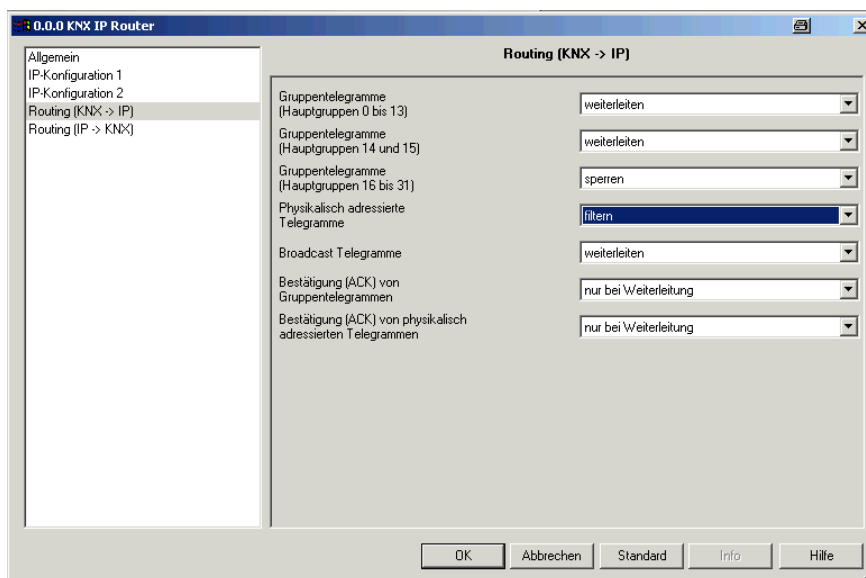 0.0.0 KNX IP Router
Allgemein
IP-Konfiguration 1
IP-Konfiguration 2
Routing (KNX -> IP)
Routing (IP -> KNX)
Routing (KNX -> IP)
Gruppentelegramme
(Hauptgruppen 0 bis 13)
weiterleiten
Gruppentelegramme
(Hauptgruppen 14 und 15)
weiterleiten
Gruppentelegramme
(Hauptgruppen 16 bis 31)
sperren
Physikalisch adressierte
Telegramme
filtern
Broadcast Telegramme
weiterleiten
Bestätigung (ACK) von
Gruppentelegrammen
nur bei Weiterleitung
Bestätigung (ACK) von physikalisch
adressierten Telegrammen
nur bei Weiterleitung
OK
Abbrechen
Standard
Info
Hilfe